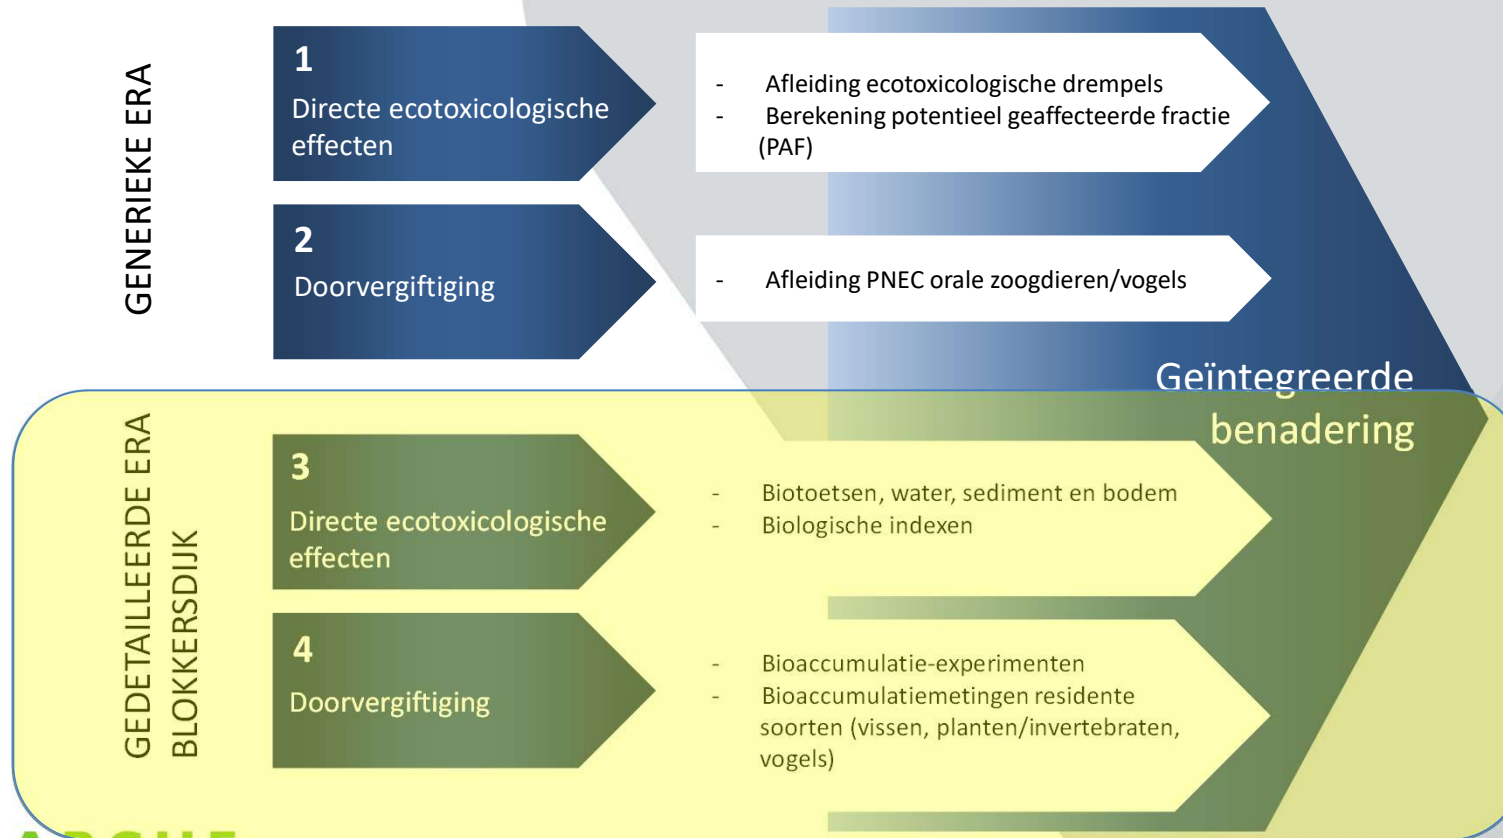 GENERIEKE ERA
1
Directe ecotoxicologische
effecten
- Afleiding ecotoxicologische drempels
- Berekening potentieel geaffecteerde fractie
(PAF)
2
Doorvergiftiging
- Afleiding PNEC orale zoogdieren/vogels
Geïntegreerde
benadering
GEDETAILLEERDE ERA
BLOKKERSDIJK
3
Directe ecotoxicologische
effecten
- Biotoetsen, water, sediment en bodem
- Biologische indexen
4
Doorvergiftiging
- Bioaccumulatie-experimenten
- Bioaccumulatiemetingen residente
soorten (vissen, planten/invertebraten,
vogels)